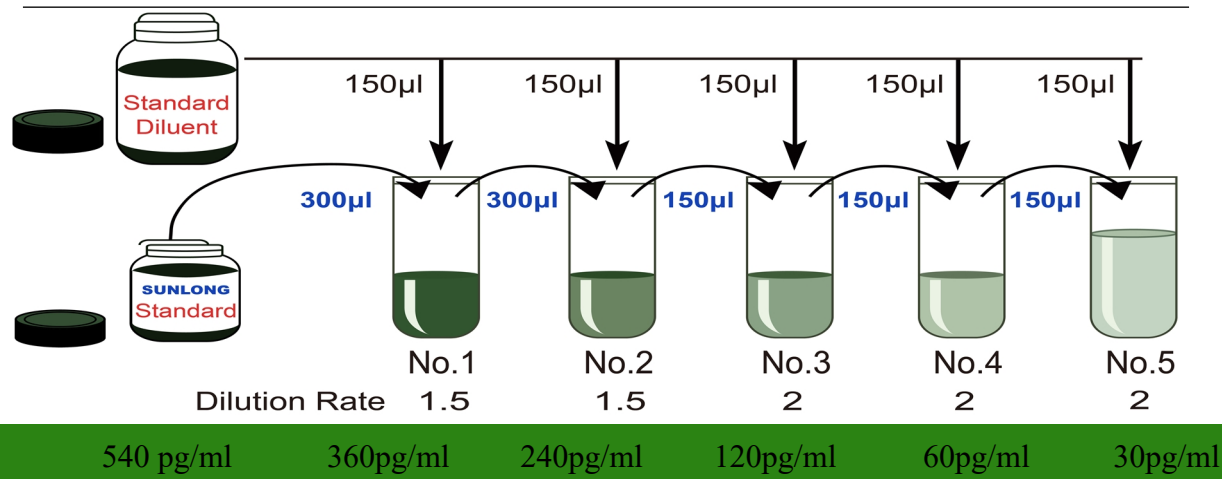 Standard
Diluent
150µl 150µl 150µl 150µl 150µl
300µl 300µl 150µl 150µl 150µl
SUNLONG
Standard
No.1 No.2 No.3 No.4 No.5
Dilution Rate 1.5 1.5 2 2 2
540 pg/ml 360pg/ml 240pg/ml 120pg/ml 60pg/ml 30pg/ml